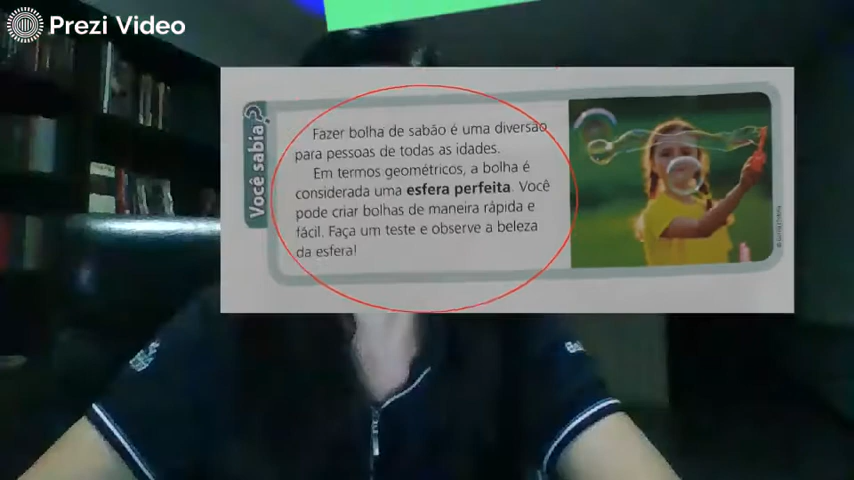 Prezi Video
Você sabia?
Fazer bolha de sabão é uma diversão
para pessoas de todas as idades.
Em termos geométricos, a bolha é
considerada uma esfera perfeita. Você
pode criar bolhas de maneira rápida e
fácil. Faça um teste e observe a beleza
da esfera!